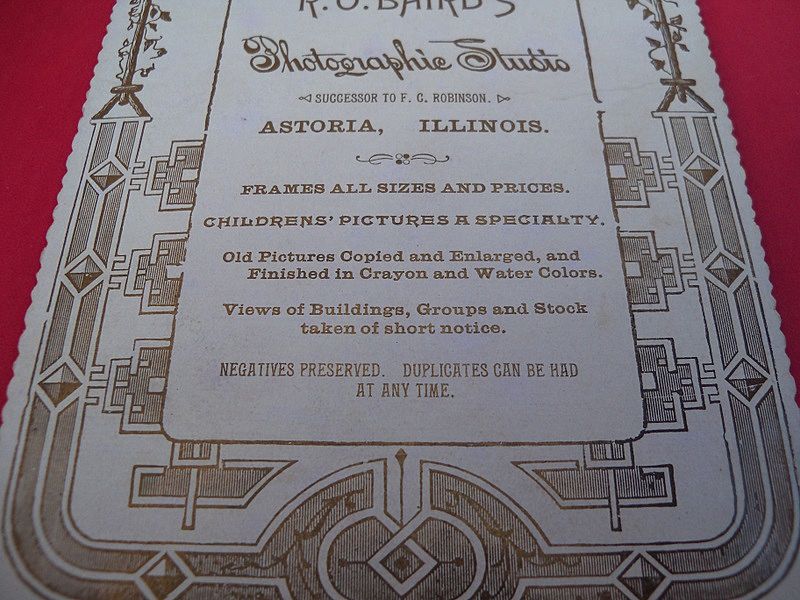 R. O. BAIRD'S
Photographic Studio
SUCCESSOR TO F. C. ROBINSON.
ASTORIA, ILLINOIS.
FRAMES ALL SIZES AND PRICES.
CHILDRENS' PICTURES A SPECIALTY.
Old Pictures Copied and Enlarged, and
Finished in Crayon and Water Colors.
Views of Buildings, Groups and Stock
taken of short notice.
NEGATIVES PRESERVED. DUPLICATES CAN BE HAD
AT ANY TIME.